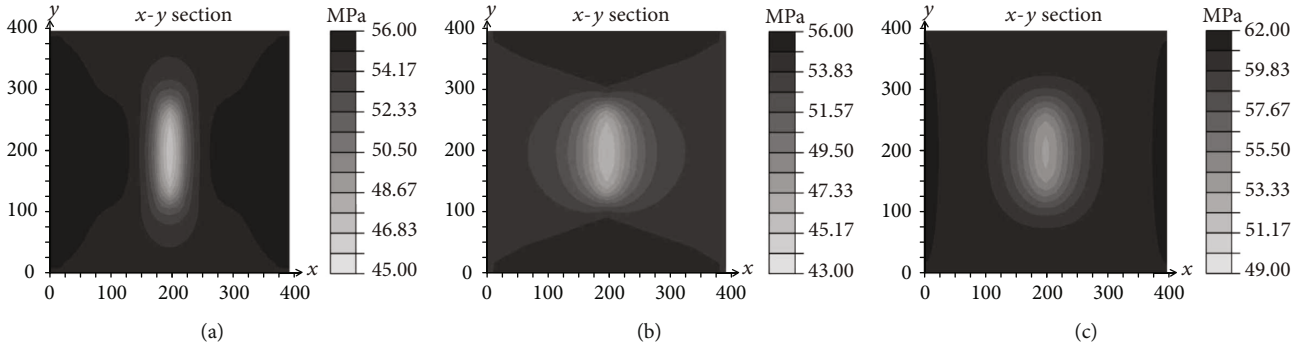 y
x-y section
MPa
400
300
200
100
0
0 100 200 300 400
x
56.00
54.17
52.33
50.50
48.67
46.83
45.00
(a)
y
x-y section
MPa
400
300
200
100
0
0 100 200 300 400
x
56.00
53.83
51.57
49.50
47.33
45.17
43.00
(b)
y
x-y section
MPa
400
300
200
100
0
0 100 200 300 400
x
62.00
59.83
57.67
55.50
53.33
51.17
49.00
(c)